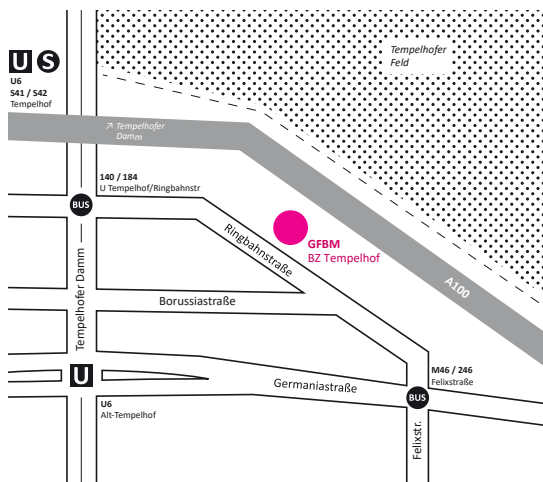 Tempelhofer
Feld
U S
U6
S41 / S42
Tempelhof
↗ Tempelhofer
Damm
140 / 184
U Tempelhof/Ringbahnstr
BUS
GFBM
BZ Tempelhof
Ringbahnstraße
A100
Tempelhofer Damm
Borussiastraße
M46 / 246
Felixstraße
U
Germaniastraße
BUS
U6
Alt-Tempelhof
Felixstr.